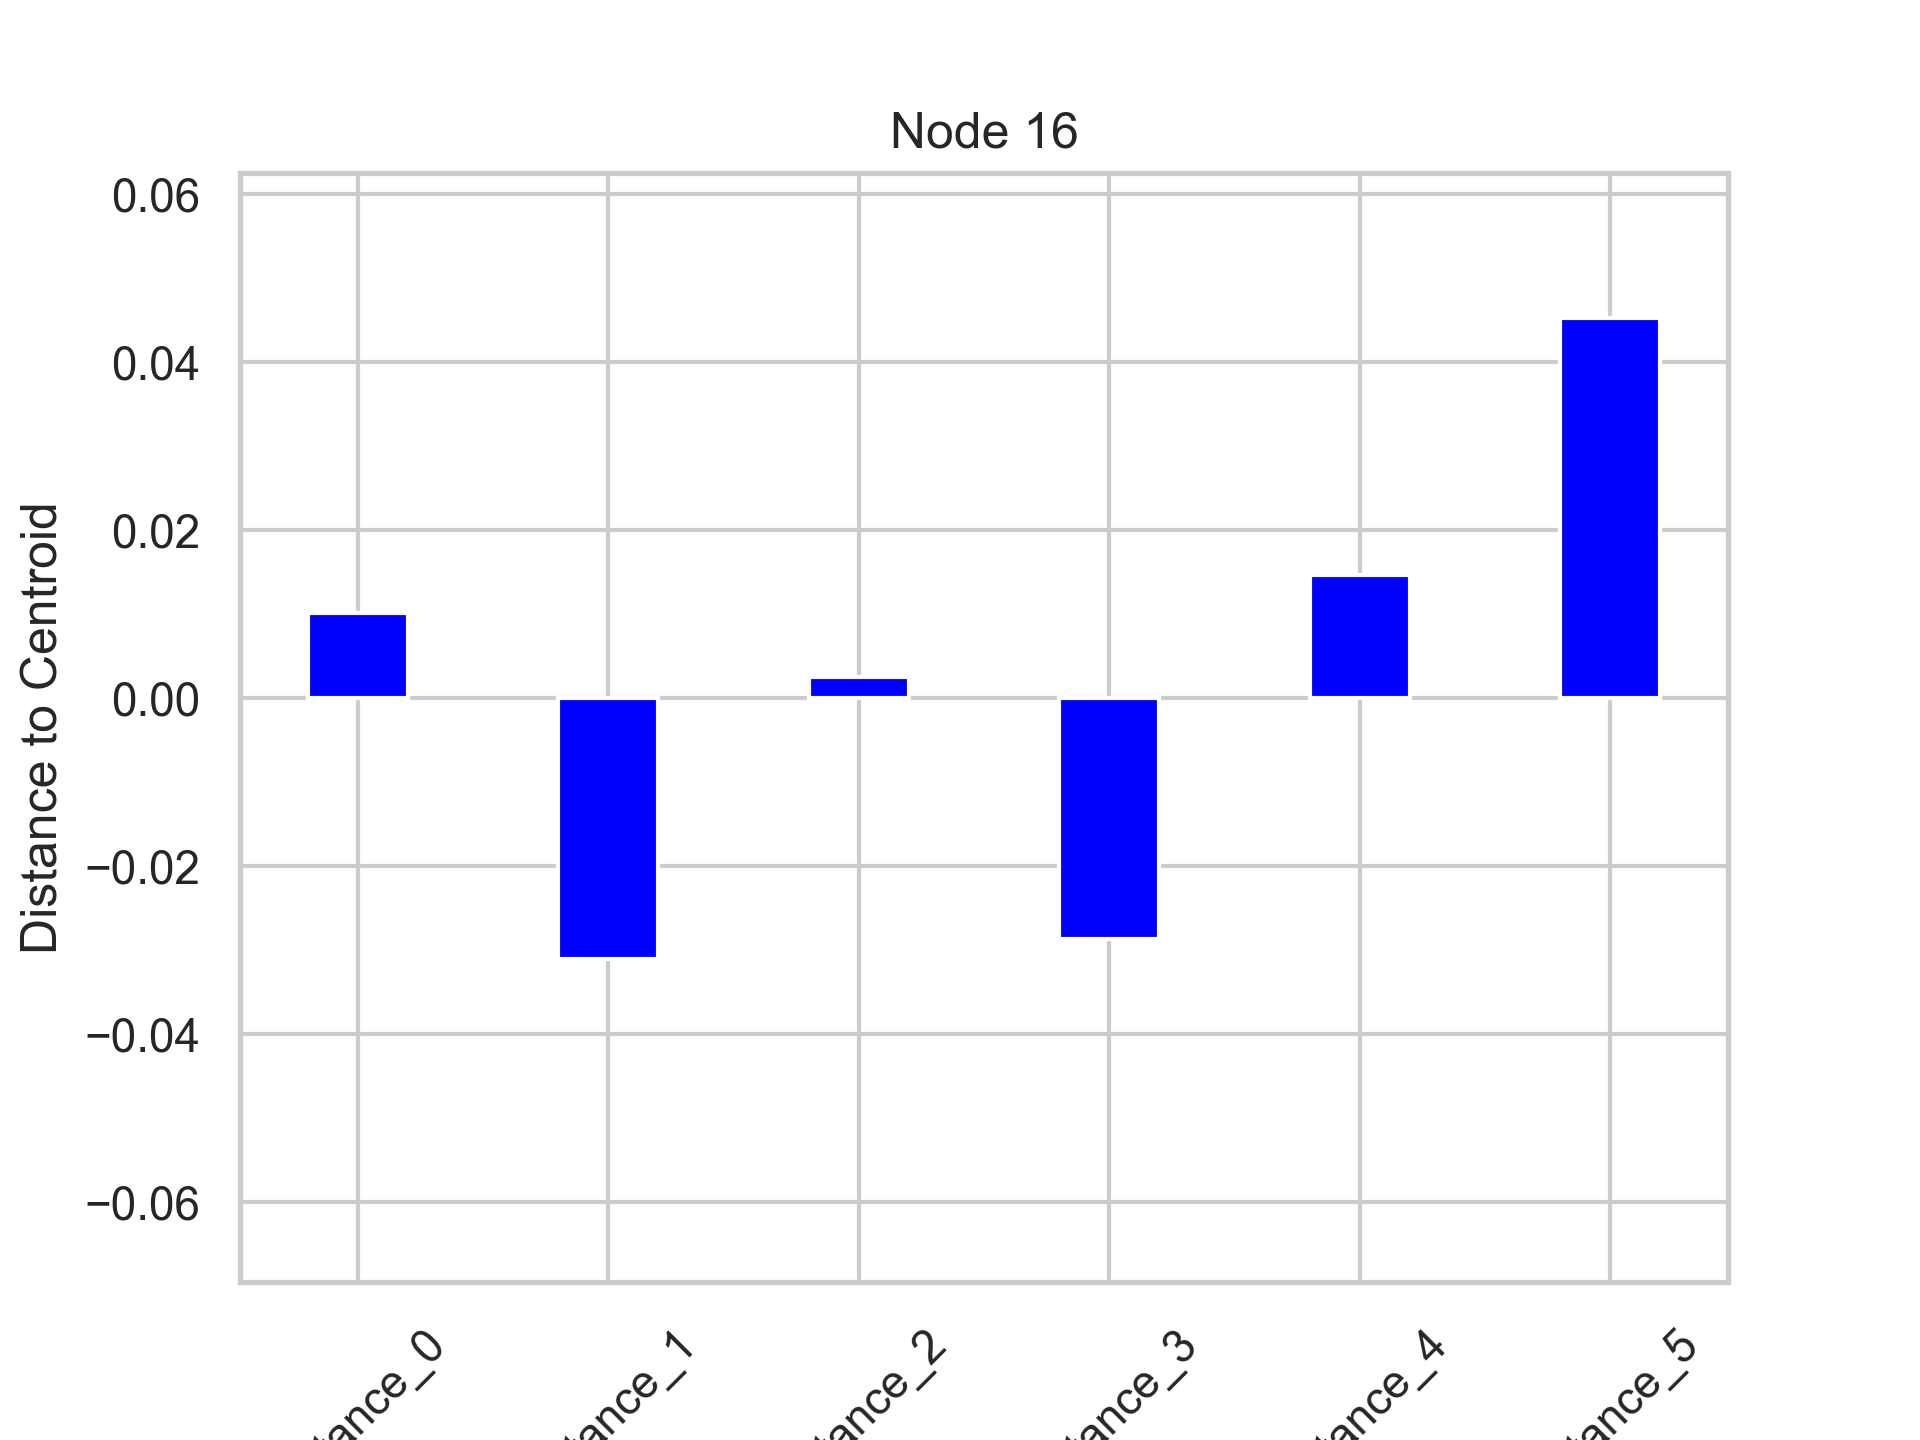 Node 16
0.06
0.04
0.02
0.00
−0.02
−0.04
−0.06
Distance to Centroid
tance_0
tance_1
tance_2
tance_3
tance_4
tance_5